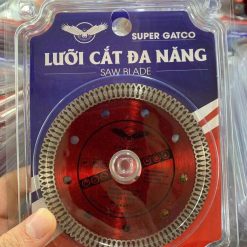 SUPER GATCO
LƯỠI CẮT ĐA NĂNG
SAW BLADE